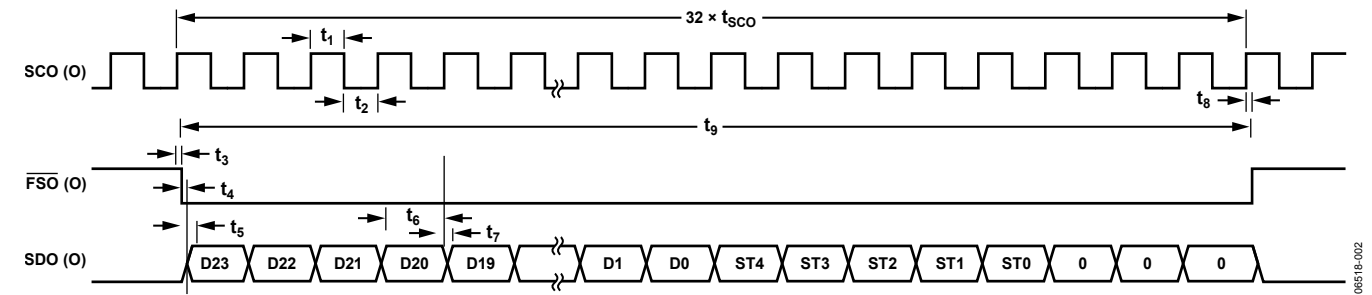 32 × tSCO
t1
SCO (O)
t2
t8
t9
t3
FSO (O)
t4
t6
t5
t7
SDO (O) D23 D22 D21 D20 D19 D1 D0 ST4 ST3 ST2 ST1 ST0 0 0 0
06518-002